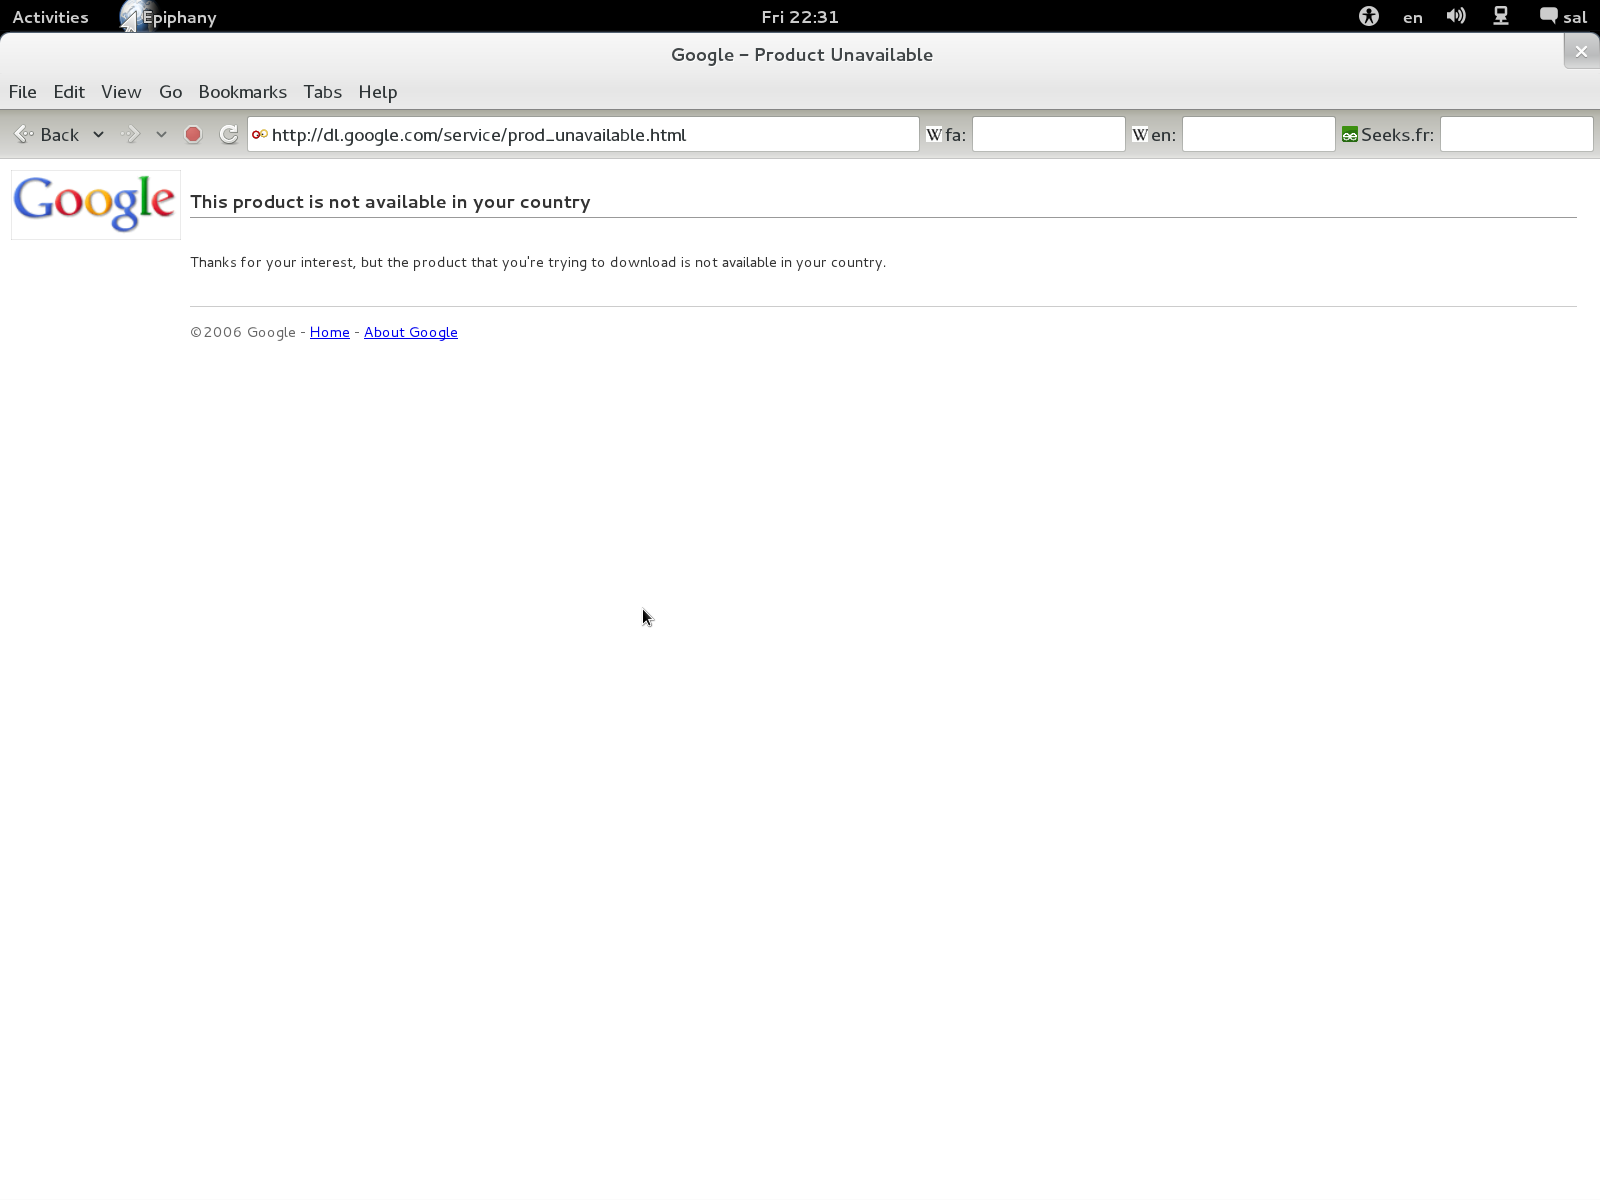 Activities Epiphany Fri 22:31 en sal
Google - Product Unavailable
File Edit View Go Bookmarks Tabs Help
Back http://dl.google.com/service/prod_unavailable.html W fa: W en: Seeks.fr:
Google
This product is not available in your country
Thanks for your interest, but the product that you're trying to download is not available in your country.
©2006 Google - Home - About Google